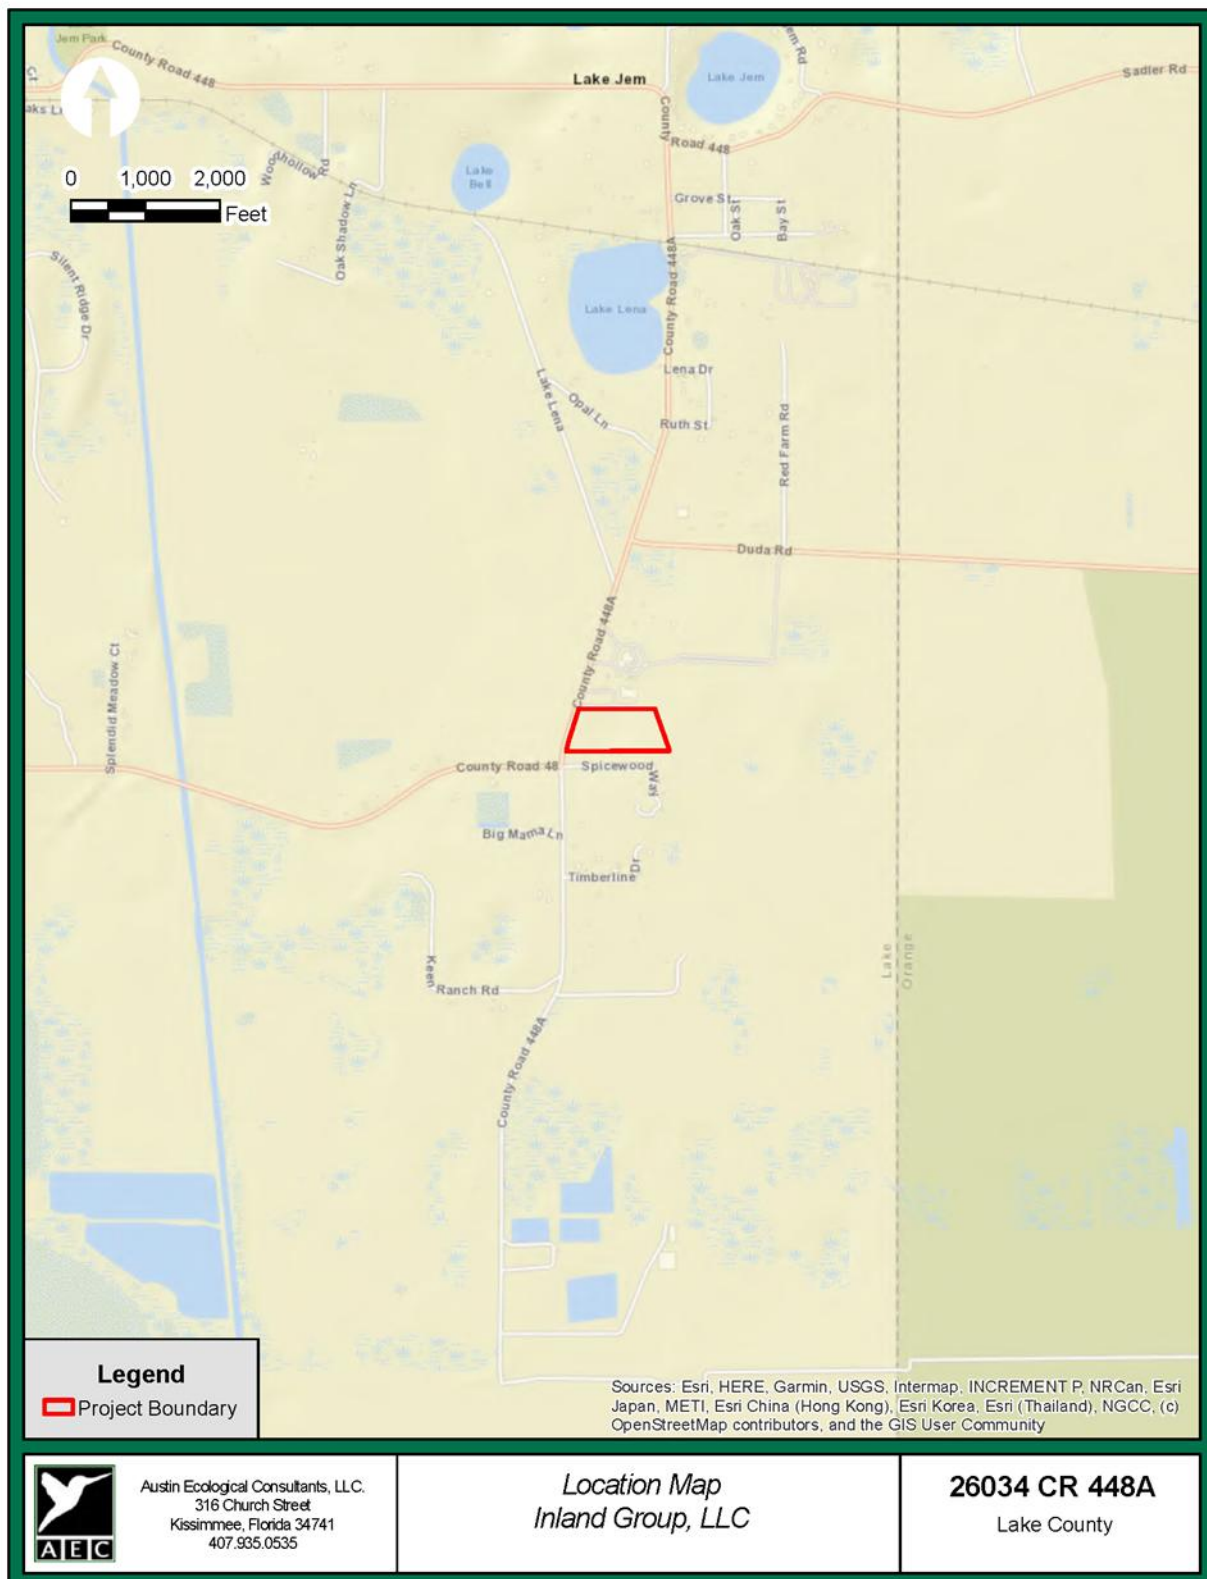 Jem Park
County Road 448
Lake Jem
Lake Jem
Sadler Rd
Ct
aks Ln
County
Road 448
0 1,000 2,000
Feet
Ahollow
Rd
Oak Shadow Ln
Lake
Bell
Grove St
Oak St
Bay St
Silent Ridge Dr
County Road 448A
Lake Lena
Lena Dr
Lake Lena
Opal Ln
Ruth St
Red Farm Rd
Duda Rd
County Road 448A
Splendid Meadow Ct
County Road 48
Spicewood
Way
Big Mama Ln
Timberline
Dr
Keen
Ranch Rd
Lake
Orange
County Road 448A
Legend
Project Boundary
Sources: Esri, HERE, Garmin, USGS, Intermap, INCREMENT P, NRCan, Esri
Japan, METI, Esri China (Hong Kong), Esri Korea, Esri (Thailand), NGCC, (c)
OpenStreetMap contributors, and the GIS User Community
AEC
Austin Ecological Consultants, LLC.
316 Church Street
Kissimmee, Florida 34741
407.935.0535
Location Map
Inland Group, LLC
26034 CR 448A
Lake County